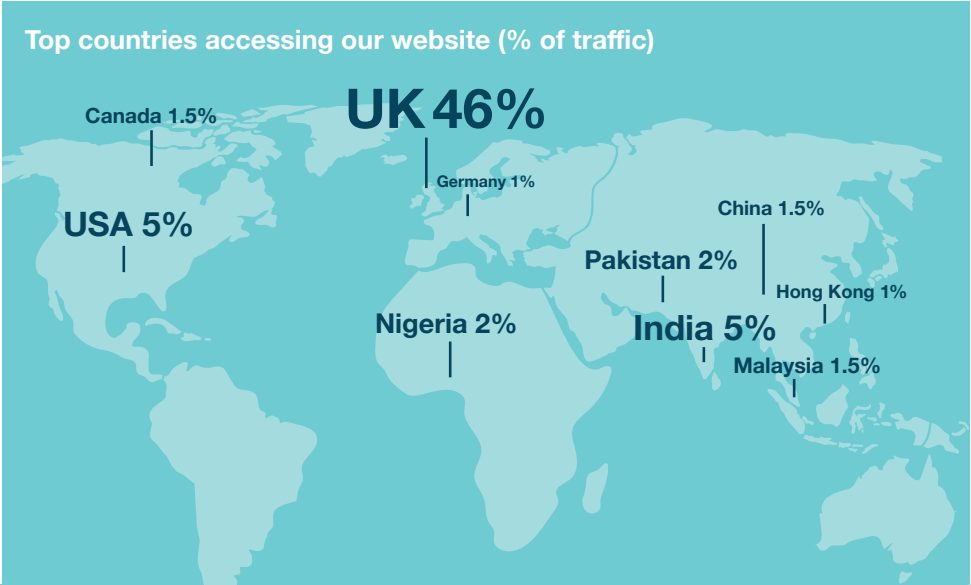 Top countries accessing our website (% of traffic)
UK 46%
Canada 1.5%
Germany 1%
China 1.5%
USA 5%
Pakistan 2%
Hong Kong 1%
Nigeria 2%
India 5%
Malaysia 1.5%